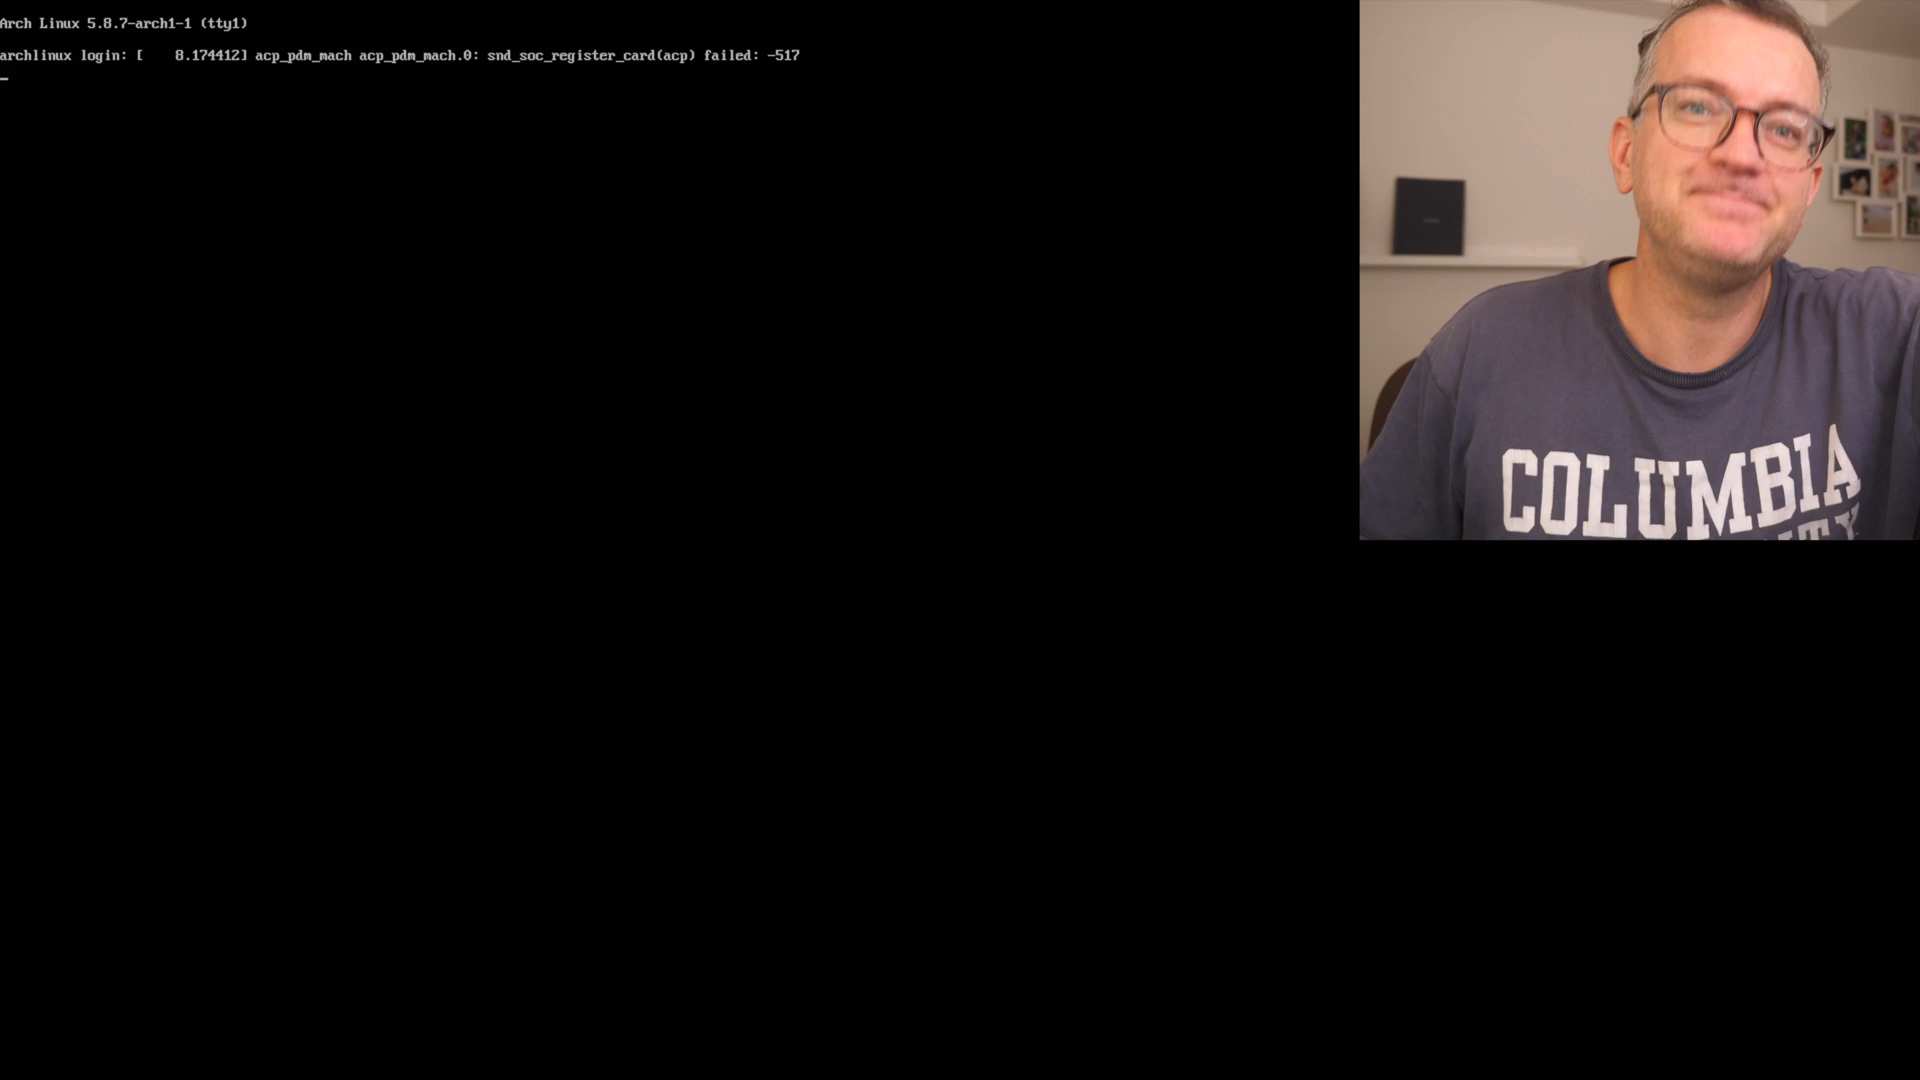 Arch Linux 5.8.7-arch1-1 (tty1)
archlinux login: [    8.174412] acp_pdm_mach acp_pdm_mach.0: snd_soc_register_card(acp) failed: -517
COLUMBIA